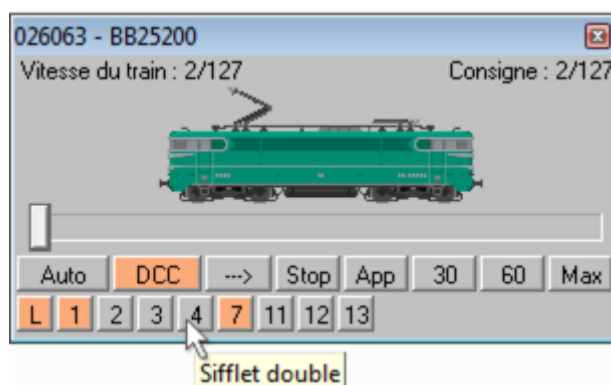 026063 - BB25200
Vitesse du train : 2/127 Consigne : 2/127
Auto DCC ---> Stop App 30 60 Max
L 1 2 3 4 7 11 12 13
Sifflet double